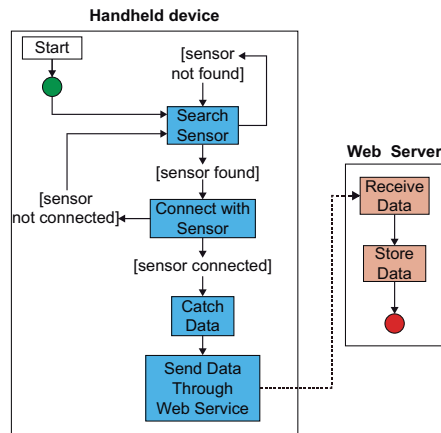 Handheld device
Start
[sensor
not found]
Search
Sensor
[sensor found]
[sensor
not connected]
Connect with
Sensor
[sensor connected]
Catch
Data
Send Data
Through
Web Service
Web Server
Receive
Data
Store
Data